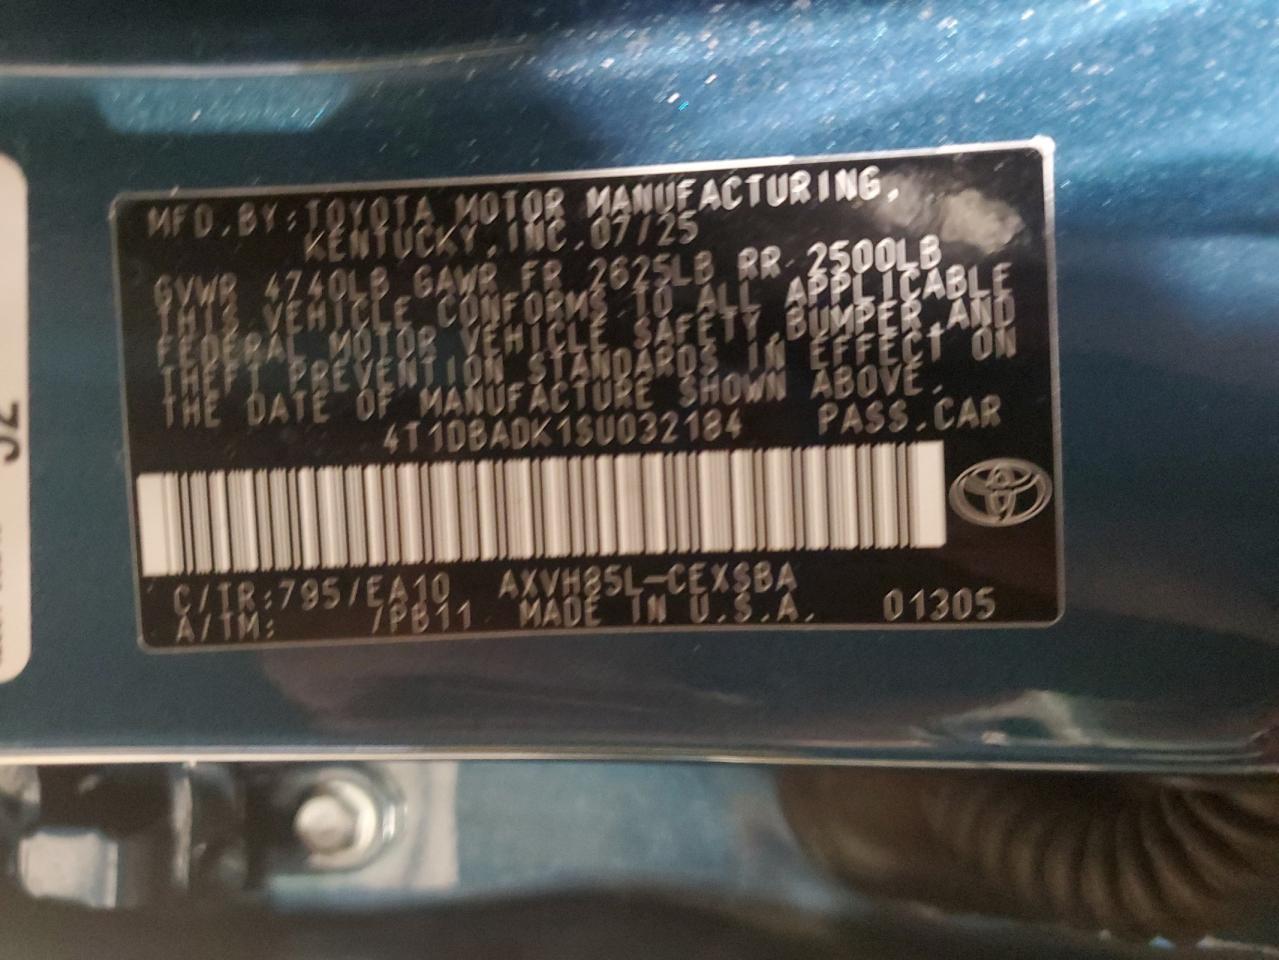 MFD.BY:TOYOTA MOTOR MANUFACTURING,
KENTUCKY,INC.07/25
GVWR 4740LB GAWR FR 2625LB RR 2500LB
THIS VEHICLE CONFORMS TO ALL APPLICABLE
FEDERAL MOTOR VEHICLE SAFETY,BUMPER,AND
THEFT PREVENTION STANDARDS IN EFFECT ON
THE DATE OF MANUFACTURE SHOWN ABOVE.
4T1DBADK1SU032184 PASS.CAR
C/TR:795/EA10 AXVH85L-CEXSBA
A/TM: /PB11 MADE IN U.S.A. 01305